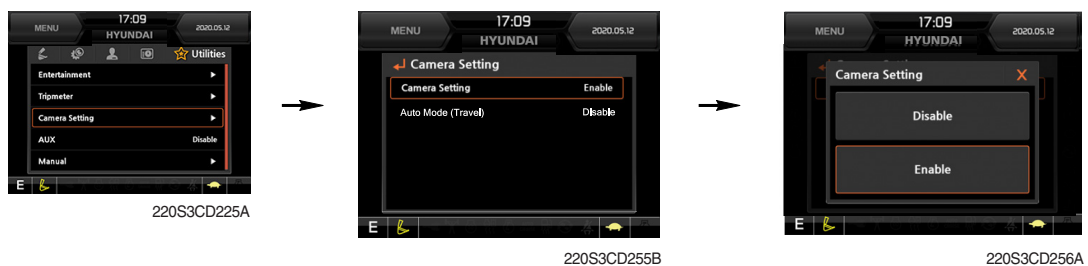 MENU
17:09
HYUNDAI
2020.05.12
Utilities
Entertainment
Tripmeter
Camera Setting
AUX Disable
Manual
E
220S3CD225A
MENU
17:09
HYUNDAI
2020.05.12
Camera Setting
Camera Setting Enable
Auto Mode (Travel) Disable
E
220S3CD255B
MENU
17:09
HYUNDAI
2020.05.12
Camera Setting X
Disable
Enable
E
220S3CD256A